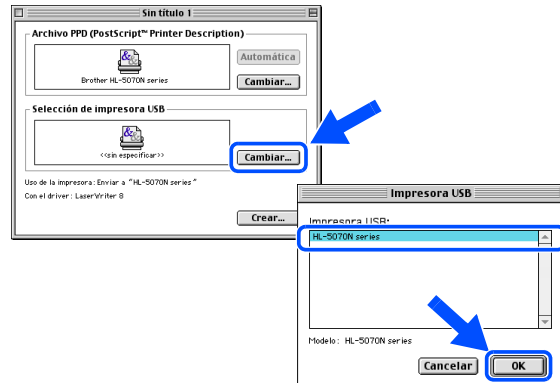 Sin título 1
Archivo PPD (PostScript™ Printer Description)
Automática
Brother HL-5070N series
Cambiar...
Selección de impresora USB
<<sin especificar>>
Cambiar...
Uso de la impresora: Enviar a "HL-5070N series"
Con el driver: LaserWriter 8
Crear...
Impresora USB
Impresora USB:
HL-5070N series
Modelo: HL-5070N series
Cancelar
OK